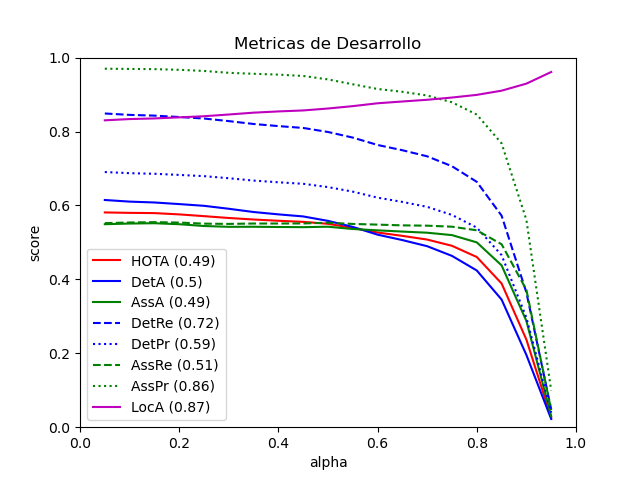 Metricas de Desarrollo
score
1.0
0.8
0.6
0.4
0.2
0.0
HOTA (0.49)
DetA (0.5)
AssA (0.49)
DetRe (0.72)
DetPr (0.59)
AssRe (0.51)
AssPr (0.86)
LocA (0.87)
0.0 0.2 0.4 0.6 0.8 1.0
alpha